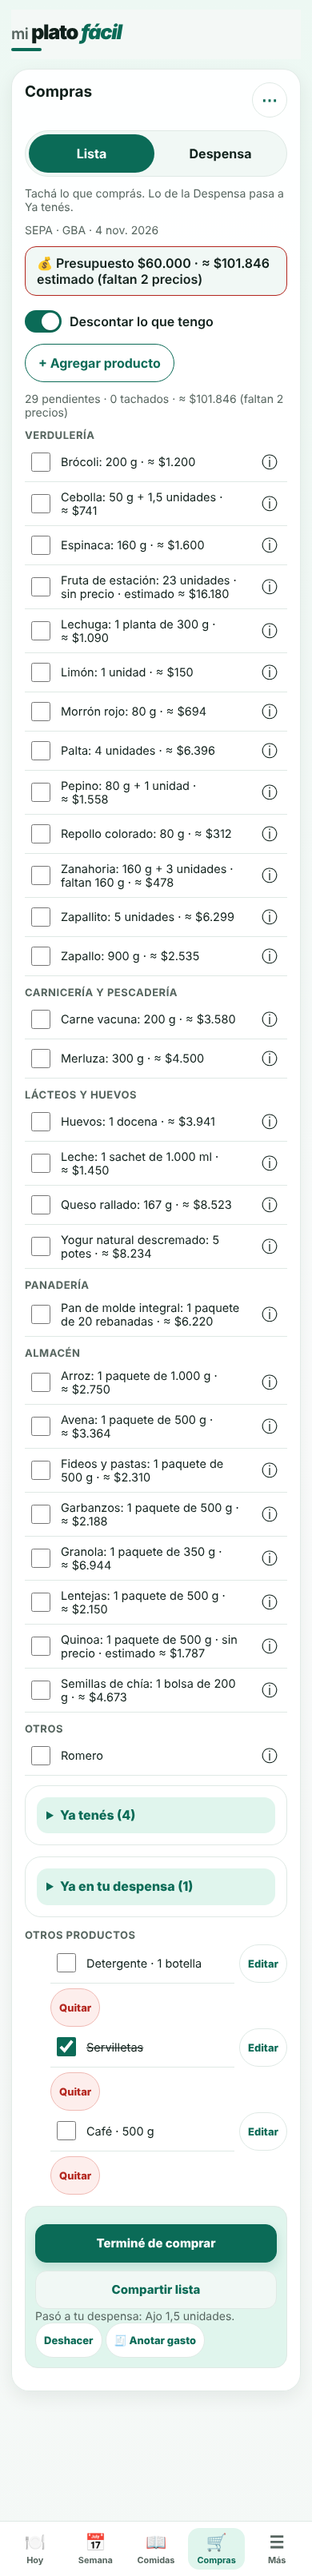 mi plato fácil
Compras
...
Lista Despensa
Tachá lo que comprás. Lo de la Despensa pasa a
Ya tenés.
SEPA · GBA · 4 nov. 2026
💰 Presupuesto $60.000 · ≈ $101.846
estimado (faltan 2 precios)
Descontar lo que tengo
+ Agregar producto
29 pendientes · 0 tachados · ≈ $101.846 (faltan 2
precios)
VERDULERÍA
Brócoli: 200 g · ≈ $1.200
Cebolla: 50 g + 1,5 unidades ·
≈ $741
Espinaca: 160 g · ≈ $1.600
Fruta de estación: 23 unidades ·
sin precio · estimado ≈ $16.180
Lechuga: 1 planta de 300 g ·
≈ $1.090
Limón: 1 unidad · ≈ $150
Morrón rojo: 80 g · ≈ $694
Palta: 4 unidades · ≈ $6.396
Pepino: 80 g + 1 unidad ·
≈ $1.558
Repollo colorado: 80 g · ≈ $312
Zanahoria: 160 g + 3 unidades ·
faltan 160 g · ≈ $478
Zapallito: 5 unidades · ≈ $6.299
Zapallo: 900 g · ≈ $2.535
CARNICERÍA Y PESCADERÍA
Carne vacuna: 200 g · ≈ $3.580
Merluza: 300 g · ≈ $4.500
LÁCTEOS Y HUEVOS
Huevos: 1 docena · ≈ $3.941
Leche: 1 sachet de 1.000 ml ·
≈ $1.450
Queso rallado: 167 g · ≈ $8.523
Yogur natural descremado: 5
potes · ≈ $8.234
PANADERÍA
Pan de molde integral: 1 paquete
de 20 rebanadas · ≈ $6.220
ALMACÉN
Arroz: 1 paquete de 1.000 g ·
≈ $2.750
Avena: 1 paquete de 500 g ·
≈ $3.364
Fideos y pastas: 1 paquete de
500 g · ≈ $2.310
Garbanzos: 1 paquete de 500 g ·
≈ $2.188
Granola: 1 paquete de 350 g ·
≈ $6.944
Lentejas: 1 paquete de 500 g ·
≈ $2.150
Quinoa: 1 paquete de 500 g · sin
precio · estimado ≈ $1.787
Semillas de chía: 1 bolsa de 200
g · ≈ $4.673
OTROS
Romero
Ya tenés (4)
Ya en tu despensa (1)
OTROS PRODUCTOS
Detergente · 1 botella Editar
Quitar
Servilletas Editar
Quitar
Café · 500 g Editar
Quitar
Terminé de comprar
Compartir lista
Pasó a tu despensa: Ajo 1,5 unidades.
Deshacer 🧾 Anotar gasto
Hoy Semana Comidas Compras Más